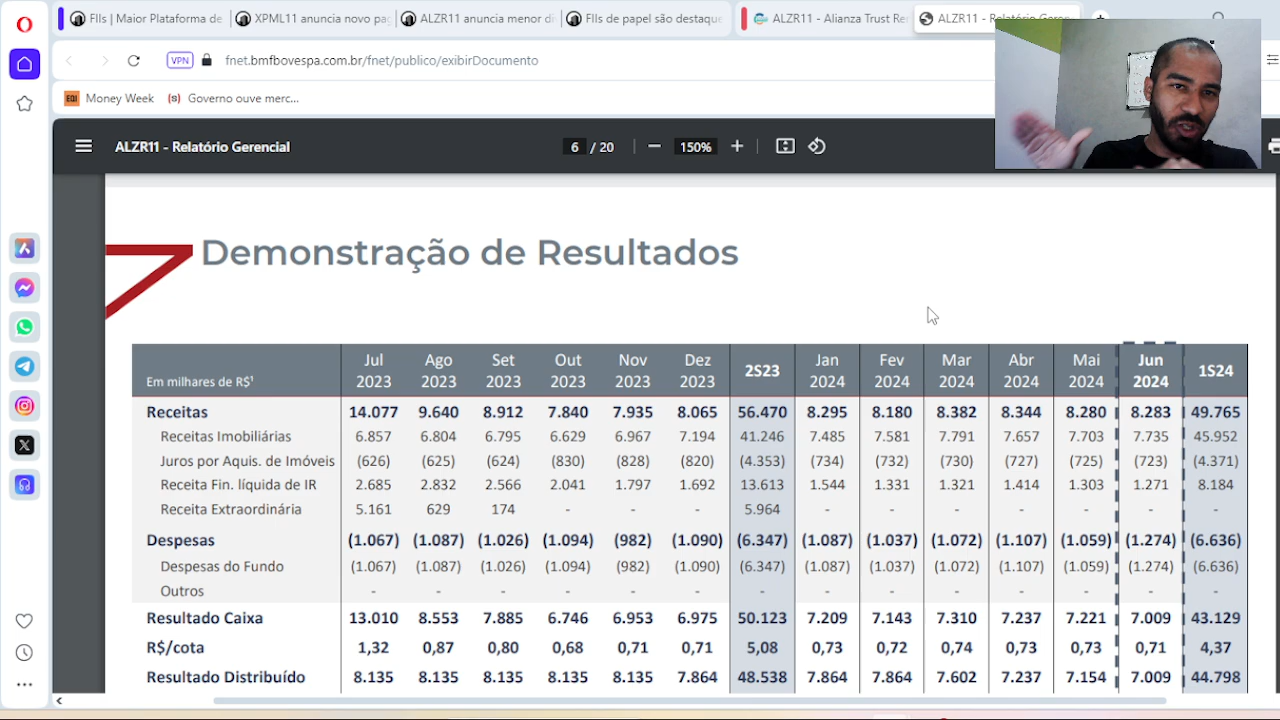 FIIs | Maior Plataforma de
XPML11 anuncia novo pag
ALZR11 anuncia menor di
FIIs de papel são destaque
ALZR11 - Alianza Trust Re
ALZR11 - Relatório Geren
VPN fnet.bmfbovespa.com.br/fnet/publico/exibirDocumento
EQI Money Week (s) Governo ouve merc...
ALZR11 - Relatório Gerencial 6 / 20 150%
Demonstração de Resultados
Em milhares de R$¹ Jul 2023 Ago 2023 Set 2023 Out 2023 Nov 2023 Dez 2023 2S23 Jan 2024 Fev 2024 Mar 2024 Abr 2024 Mai 2024 Jun 2024 1S24
Receitas 14.077 9.640 8.912 7.840 7.935 8.065 56.470 8.295 8.180 8.382 8.344 8.280 8.283 49.765
Receitas Imobiliárias 6.857 6.804 6.795 6.629 6.967 7.194 41.246 7.485 7.581 7.791 7.657 7.703 7.735 45.952
Juros por Aquis. de Imóveis (626) (625) (624) (830) (828) (820) (4.353) (734) (732) (730) (727) (725) (723) (4.371)
Receita Fin. líquida de IR 2.685 2.832 2.566 2.041 1.797 1.692 13.613 1.544 1.331 1.321 1.414 1.303 1.271 8.184
Receita Extraordinária 5.161 629 174 - - - 5.964 - - - - - - -
Despesas (1.067) (1.087) (1.026) (1.094) (982) (1.090) (6.347) (1.087) (1.037) (1.072) (1.107) (1.059) (1.274) (6.636)
Despesas do Fundo (1.067) (1.087) (1.026) (1.094) (982) (1.090) (6.347) (1.087) (1.037) (1.072) (1.107) (1.059) (1.274) (6.636)
Outros - - - - - - - - - - - - - -
Resultado Caixa 13.010 8.553 7.885 6.746 6.953 6.975 50.123 7.209 7.143 7.310 7.237 7.221 7.009 43.129
R$/cota 1,32 0,87 0,80 0,68 0,71 0,71 5,08 0,73 0,72 0,74 0,73 0,73 0,71 4,37
Resultado Distribuído 8.135 8.135 8.135 8.135 8.135 7.864 48.538 7.864 7.864 7.602 7.237 7.154 7.009 44.798